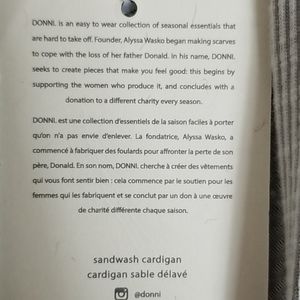 DONNI. is an easy to wear collection of seasonal essentials that
are hard to take off. Founder, Alyssa Wasko began making scarves
to cope with the loss of her father Donald. In his name, DONNI.
seeks to create pieces that make you feel good: this begins by
supporting the women who produce it, and concludes with a
donation to a different charity every season.
DONNI. est une collection d'essentiels de la saison faciles à porter
qu'on n'a pas envie d'enlever. La fondatrice, Alyssa Wasko, a
commencé à fabriquer des foulards pour affronter la perte de son
père, Donald. En son nom, DONNI. cherche à créer des vêtements
qui vous font sentir bien : cela commence par le soutien pour les
femmes qui les fabriquent et se conclut par un don à une œuvre
de charité différente chaque saison.
sandwash cardigan
cardigan sable délavé
@donni